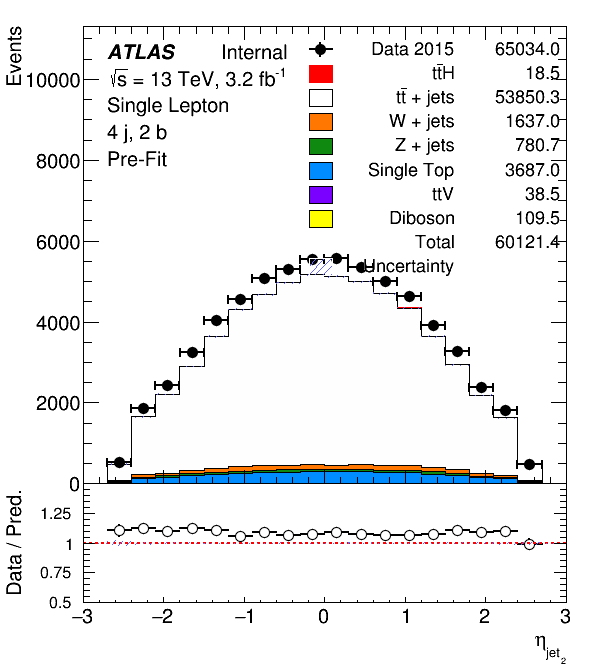 Events
ATLAS Internal
√s = 13 TeV, 3.2 fb⁻¹
Single Lepton
4 j, 2 b
Pre-Fit
Data 2015 65034.0
tt̄H 18.5
tt̄ + jets 53850.3
W + jets 1637.0
Z + jets 780.7
Single Top 3687.0
ttV 38.5
Diboson 109.5
Total 60121.4
Uncertainty
10000
8000
6000
4000
2000
0
Data / Pred.
1.25
1
0.75
0.5
−3 −2 −1 0 1 2 3
η jet 2